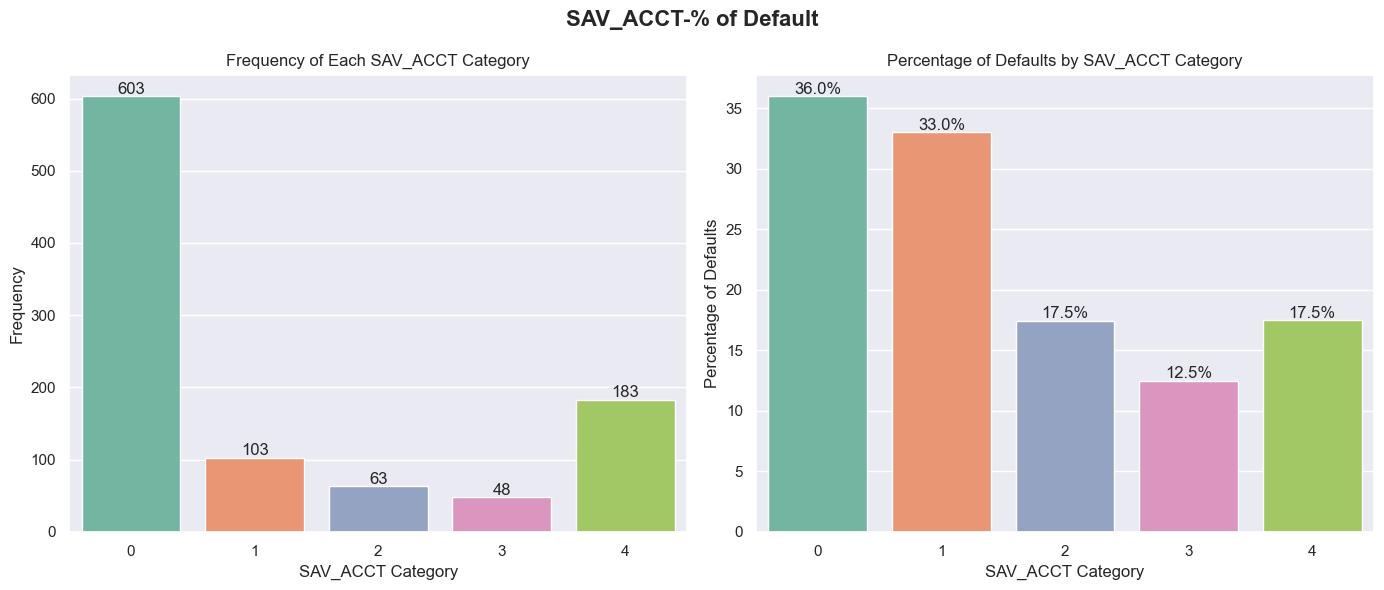 SAV_ACCT-% of Default
Frequency of Each SAV_ACCT Category
600
500
400
300
200
100
0
Frequency
603
103
63
48
183
0 1 2 3 4
SAV_ACCT Category
Percentage of Defaults by SAV_ACCT Category
35
30
25
20
15
10
5
0
Percentage of Defaults
36.0%
33.0%
17.5%
12.5%
17.5%
0 1 2 3 4
SAV_ACCT Category